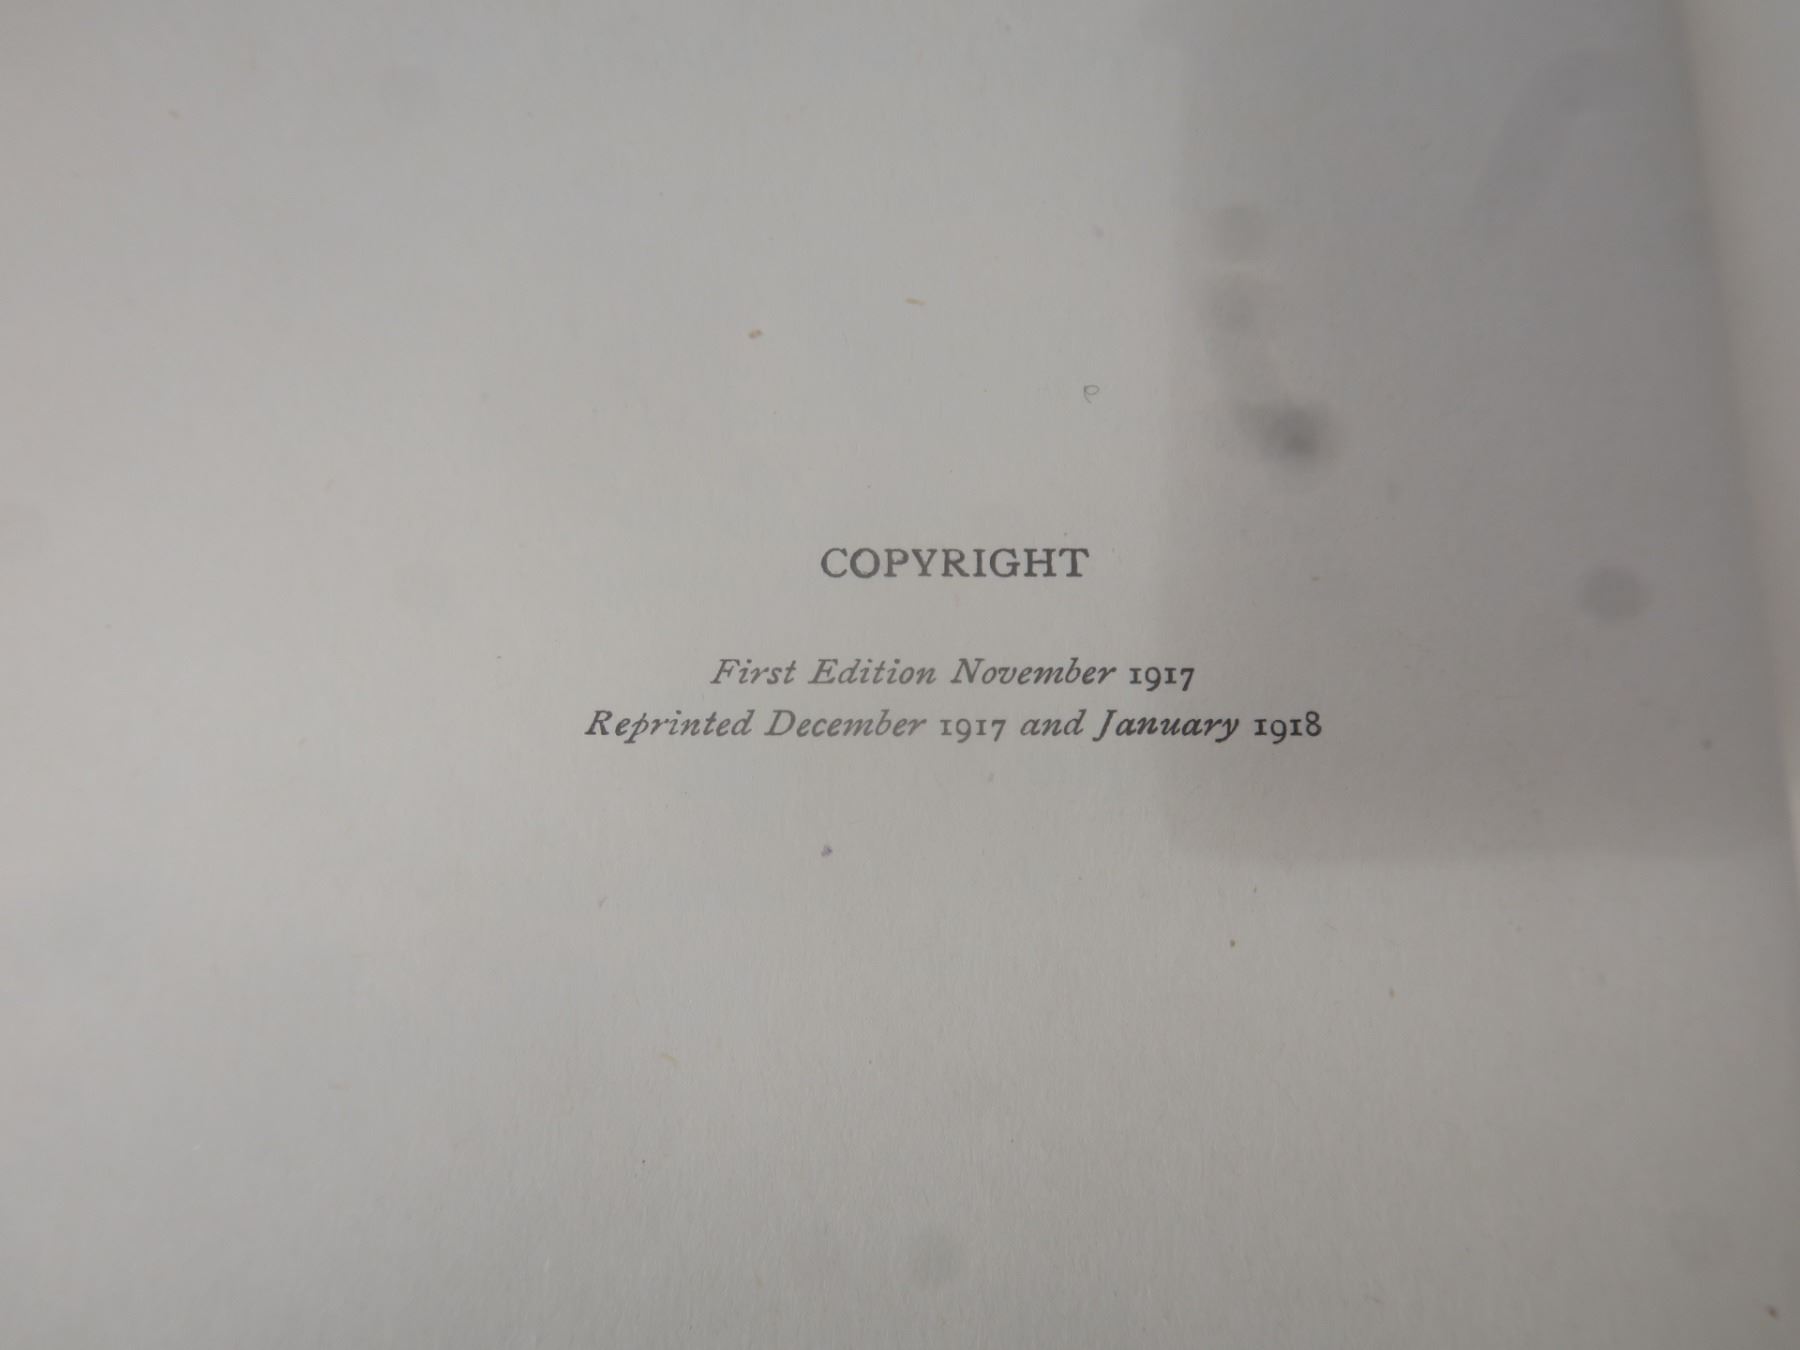 COPYRIGHT
First Edition November 1917
Reprinted December 1917 and January 1918